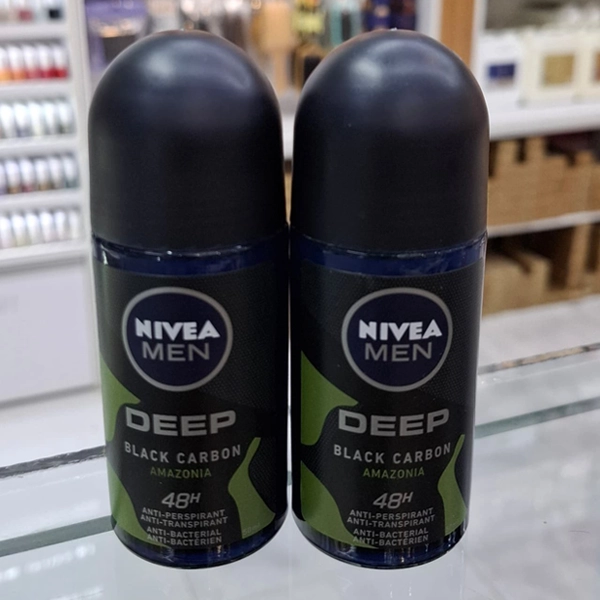 NIVEA
MEN
DEEP
BLACK CARBON
AMAZONIA
48H
ANTI-PERSPIRANT
ANTI-TRANSPIRANT
ANTI-BACTERIAL
ANTI-BACTÉRIEN
NIVEA
MEN
DEEP
BLACK CARBON
AMAZONIA
48H
ANTI-PERSPIRANT
ANTI-TRANSPIRANT
ANTI-BACTERIAL
ANTI-BACTÉRIEN